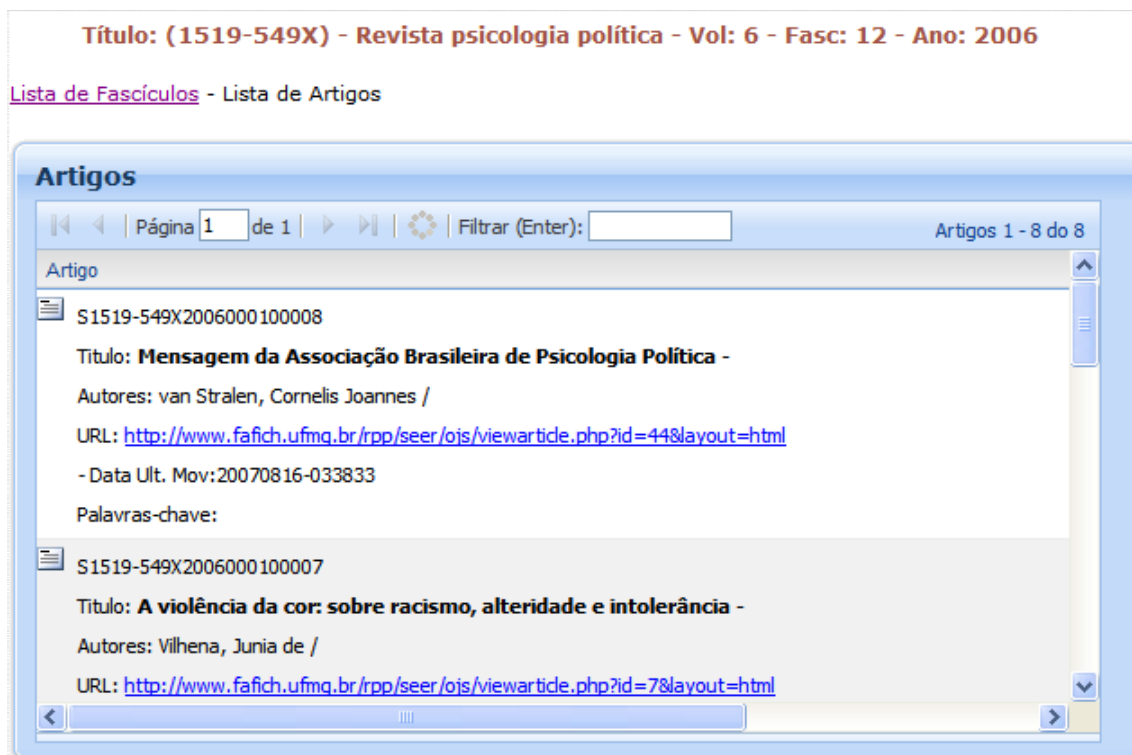 Título: (1519-549X) - Revista psicologia política - Vol: 6 - Fasc: 12 - Ano: 2006
Lista de Fascículos - Lista de Artigos
Artigos
Página 1 de 1 Filtrar (Enter): Artigos 1 - 8 do 8
Artigo
S1519-549X2006000100008
Titulo: Mensagem da Associação Brasileira de Psicologia Política -
Autores: van Stralen, Cornelis Joannes /
URL: http://www.fafich.ufmg.br/rpp/seer/ojs/viewarticle.php?id=44&layout=html
- Data Ult. Mov:20070816-033833
Palavras-chave:
S1519-549X2006000100007
Titulo: A violência da cor: sobre racismo, alteridade e intolerância -
Autores: Vilhena, Junia de /
URL: http://www.fafich.ufmg.br/rpp/seer/ojs/viewarticle.php?id=7&layout=html